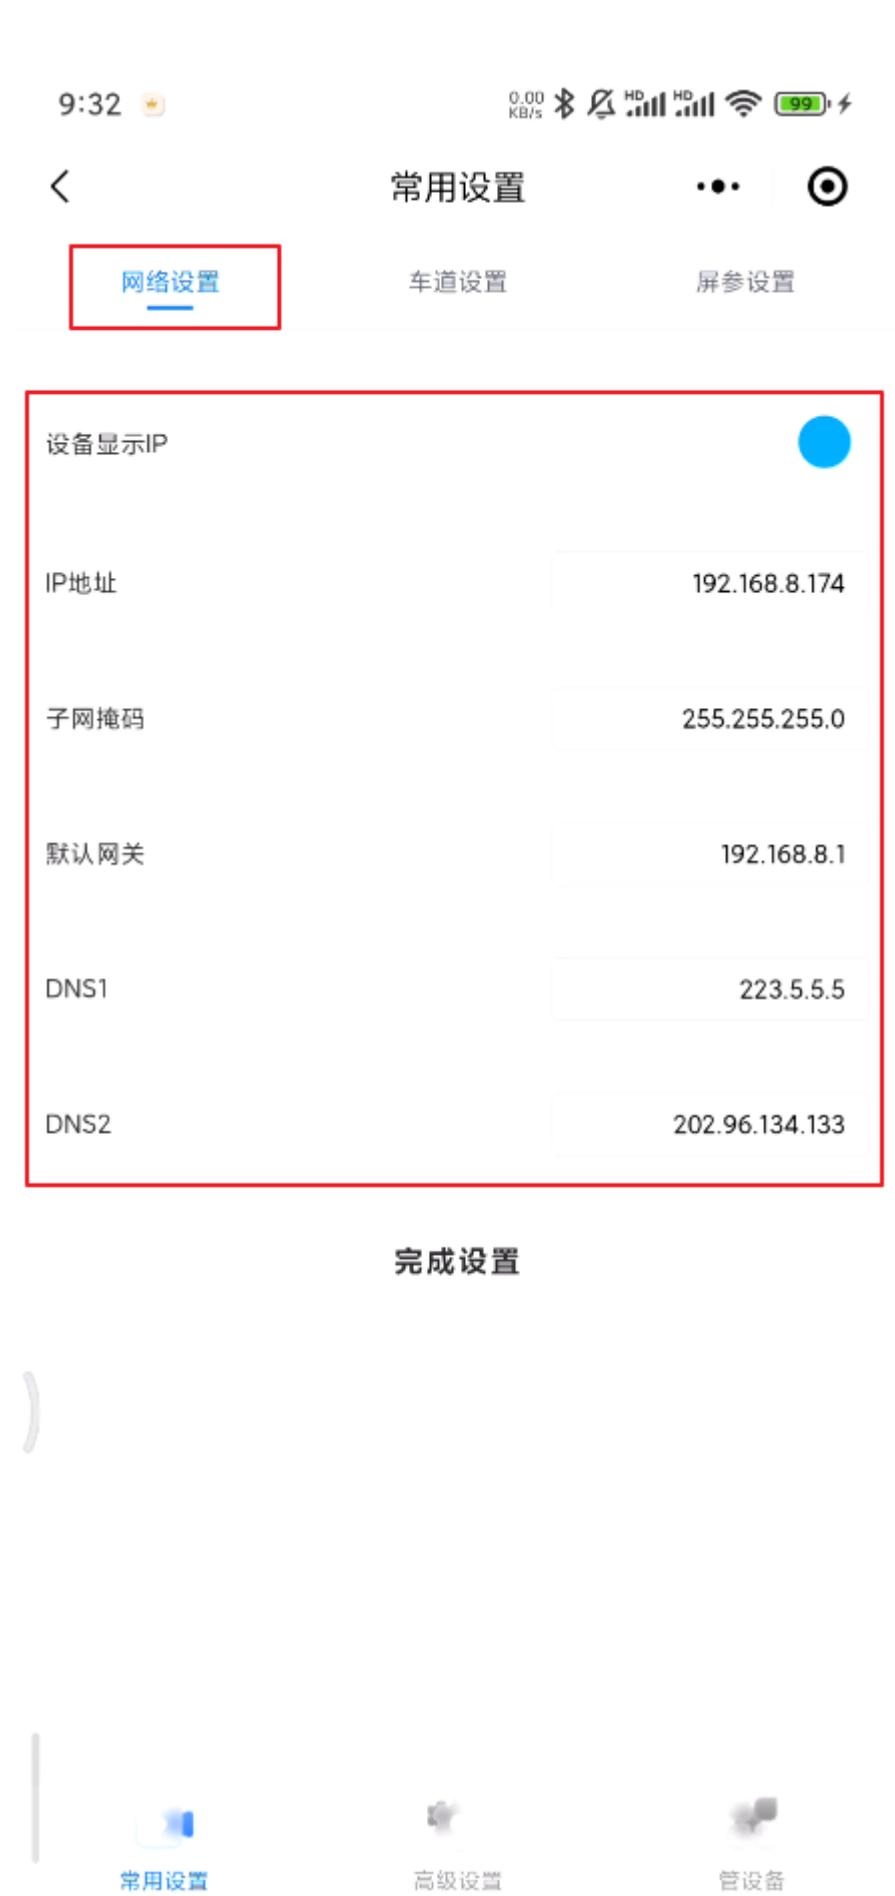 9:32 0.00 KB/s HD HD 99
常用设置
网络设置 车道设置 屏参设置
设备显示IP
IP地址 192.168.8.174
子网掩码 255.255.255.0
默认网关 192.168.8.1
DNS1 223.5.5.5
DNS2 202.96.134.133
完成设置
常用设置 高级设置 管设备